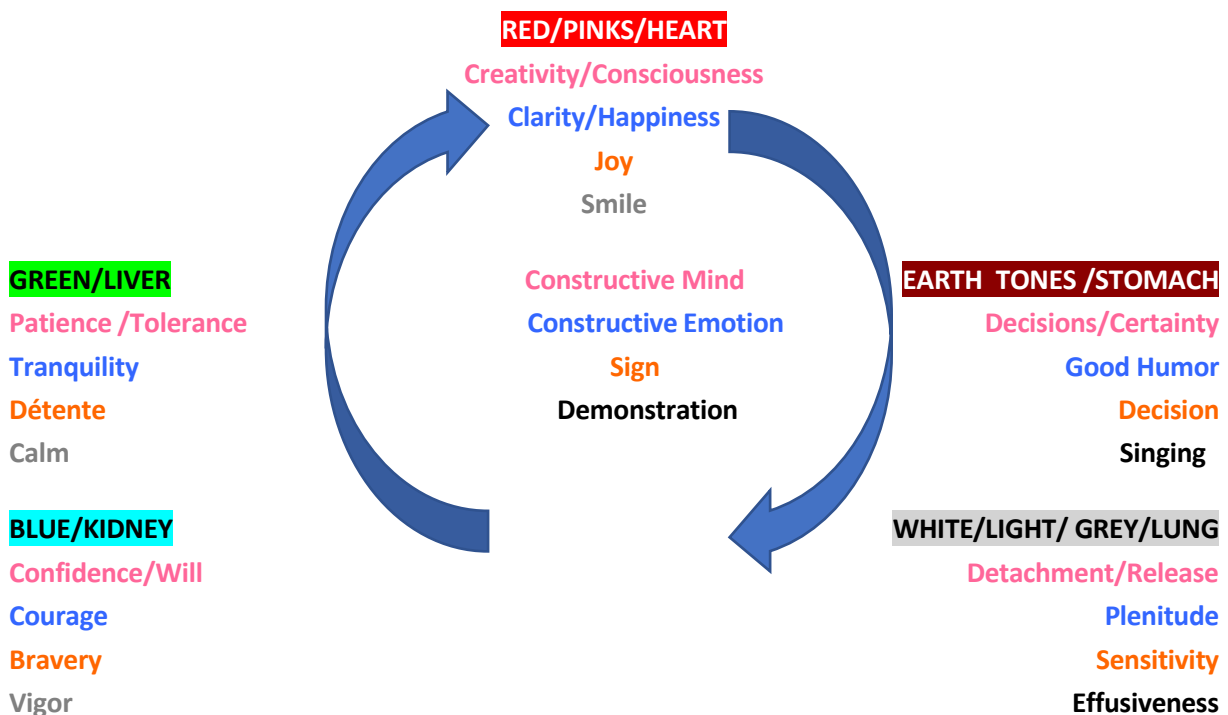 RED/PINKS/HEART
Creativity/Consciousness
Clarity/Happiness
Joy
Smile
GREEN/LIVER
Patience /Tolerance
Tranquility
Détente
Calm
Constructive Mind
Constructive Emotion
Sign
Demonstration
EARTH TONES /STOMACH
Decisions/Certainty
Good Humor
Decision
Singing
BLUE/KIDNEY
Confidence/Will
Courage
Bravery
Vigor
WHITE/LIGHT/ GREY/LUNG
Detachment/Release
Plenitude
Sensitivity
Effusiveness